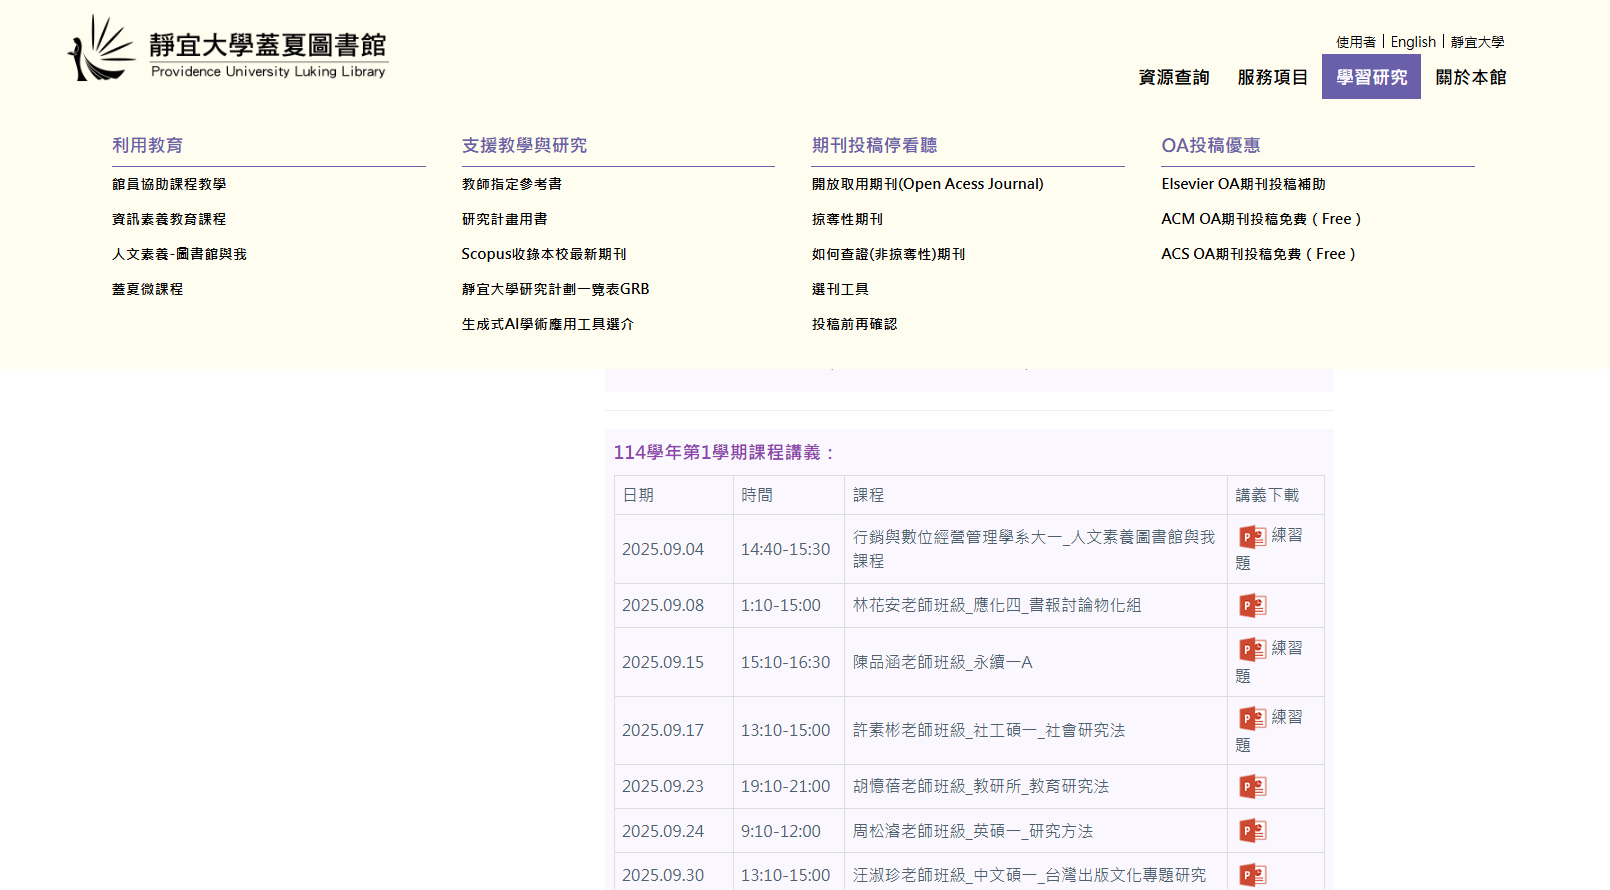 靜宜大學蓋夏圖書館
Providence University Luking Library
使用者 | English | 靜宜大學
資源查詢 服務項目 學習研究 關於本館
利用教育
館員協助課程教學
資訊素養教育課程
人文素養-圖書館與我
蓋夏微課程
支援教學與研究
教師指定參考書
研究計畫用書
Scopus收錄本校最新期刊
靜宜大學研究計劃一覽表GRB
生成式AI學術應用工具選介
期刊投稿停看聽
開放取用期刊(Open Acess Journal)
掠奪性期刊
如何查證(非掠奪性)期刊
選刊工具
投稿前再確認
OA投稿優惠
Elsevier OA期刊投稿補助
ACM OA期刊投稿免費 ( Free )
ACS OA期刊投稿免費 ( Free )
114學年第1學期課程講義：
日期 時間 課程 講義下載
2025.09.04 14:40-15:30 行銷與數位經營管理學系大一_人文素養圖書館與我
課程 練習
題
2025.09.08 1:10-15:00 林花安老師班級_應化四_書報討論物化組
2025.09.15 15:10-16:30 陳品涵老師班級_永續一A 練習
題
2025.09.17 13:10-15:00 許素彬老師班級_社工碩一_社會研究法 練習
題
2025.09.23 19:10-21:00 胡憶蓓老師班級_教研所_教育研究法
2025.09.24 9:10-12:00 周松濬老師班級_英碩一_研究方法
2025.09.30 13:10-15:00 汪淑珍老師班級_中文碩一_台灣出版文化專題研究